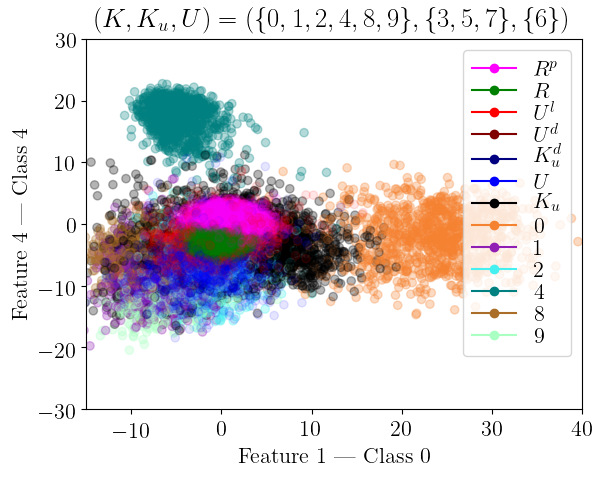 (K, K_u, U) = ({0, 1, 2, 4, 8, 9}, {3, 5, 7}, {6})
30
20
10
0
−10
−20
−30
Feature 4 — Class 4
−10
0
10
20
30
40
Feature 1 — Class 0
R^p
R
U^l
U^d
K_u^d
U
K_u
0
1
2
4
8
9